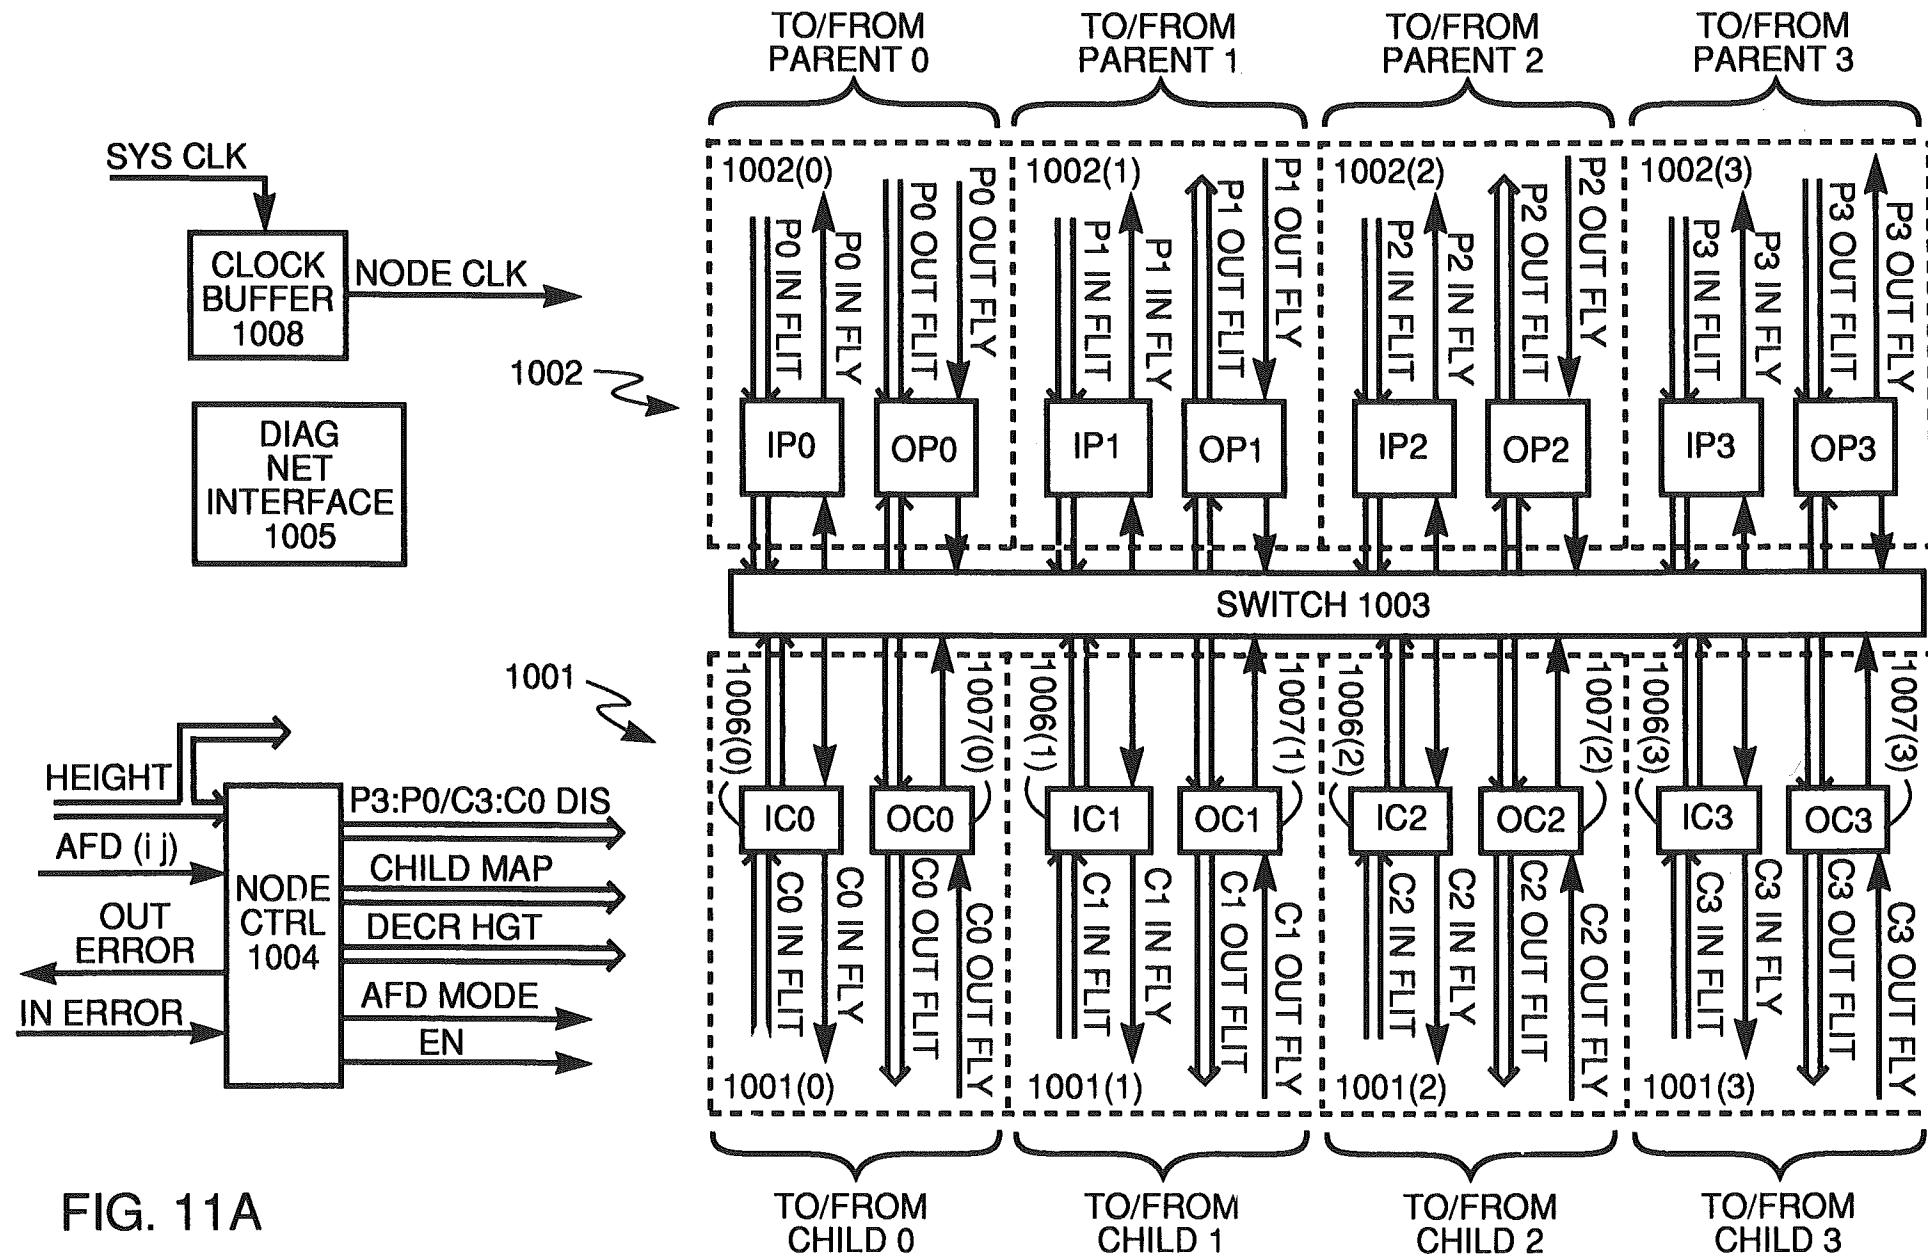 TO/FROM
PARENT 0
TO/FROM
PARENT 1
TO/FROM
PARENT 2
TO/FROM
PARENT 3
SYS CLK
CLOCK
BUFFER
1008
NODE CLK
DIAG
NET
INTERFACE
1005
1002
1002(0)
P0 IN FLIT
P0 IN FLY
P0 OUT FLIT
P0 OUT FLY
1002(1)
P1 IN FLIT
P1 IN FLY
P1 OUT FLIT
P1 OUT FLY
1002(2)
P2 IN FLIT
P2 IN FLY
P2 OUT FLIT
P2 OUT FLY
1002(3)
P3 IN FLIT
P3 IN FLY
P3 OUT FLIT
P3 OUT FLY
IP0
OP0
IP1
OP1
IP2
OP2
IP3
OP3
SWITCH 1003
1001
1006(0)
1007(0)
1006(1)
1007(1)
1006(2)
1007(2)
1006(3)
1007(3)
IC0
OC0
IC1
OC1
IC2
OC2
IC3
OC3
C0 IN FLIT
C0 IN FLY
C0 OUT FLIT
C0 OUT FLY
C1 IN FLIT
C1 IN FLY
C1 OUT FLIT
C1 OUT FLY
C2 IN FLIT
C2 IN FLY
C2 OUT FLIT
C2 OUT FLY
C3 IN FLIT
C3 IN FLY
C3 OUT FLIT
C3 OUT FLY
1001(0)
1001(1)
1001(2)
1001(3)
HEIGHT
AFD (i j)
OUT
ERROR
IN ERROR
NODE
CTRL
1004
P3:P0/C3:C0 DIS
CHILD MAP
DECR HGT
AFD MODE
EN
TO/FROM
CHILD 0
TO/FROM
CHILD 1
TO/FROM
CHILD 2
TO/FROM
CHILD 3
FIG. 11A